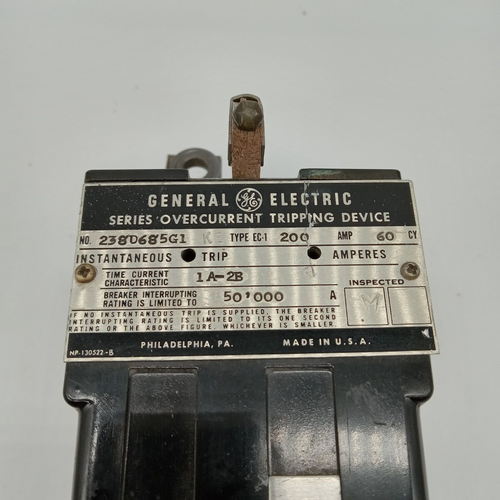 GENERAL GE ELECTRIC
SERIES OVERCURRENT TRIPPING DEVICE
NO. 238D685G1 TYPE EC-1 200 AMP 60 CY
INSTANTANEOUS TRIP AMPERES
TIME CURRENT CHARACTERISTIC 1A-2B
INSPECTED
BREAKER INTERRUPTING RATING IS LIMITED TO 50'000 A
M
IF NO INSTANTANEOUS TRIP IS SUPPLIED, THE BREAKER
INTERRUPTING RATING IS LIMITED TO ITS ONE SECOND
RATING OR THE ABOVE FIGURE, WHICHEVER IS SMALLER
PHILADELPHIA, PA. MADE IN U.S.A.
NP-130522-B